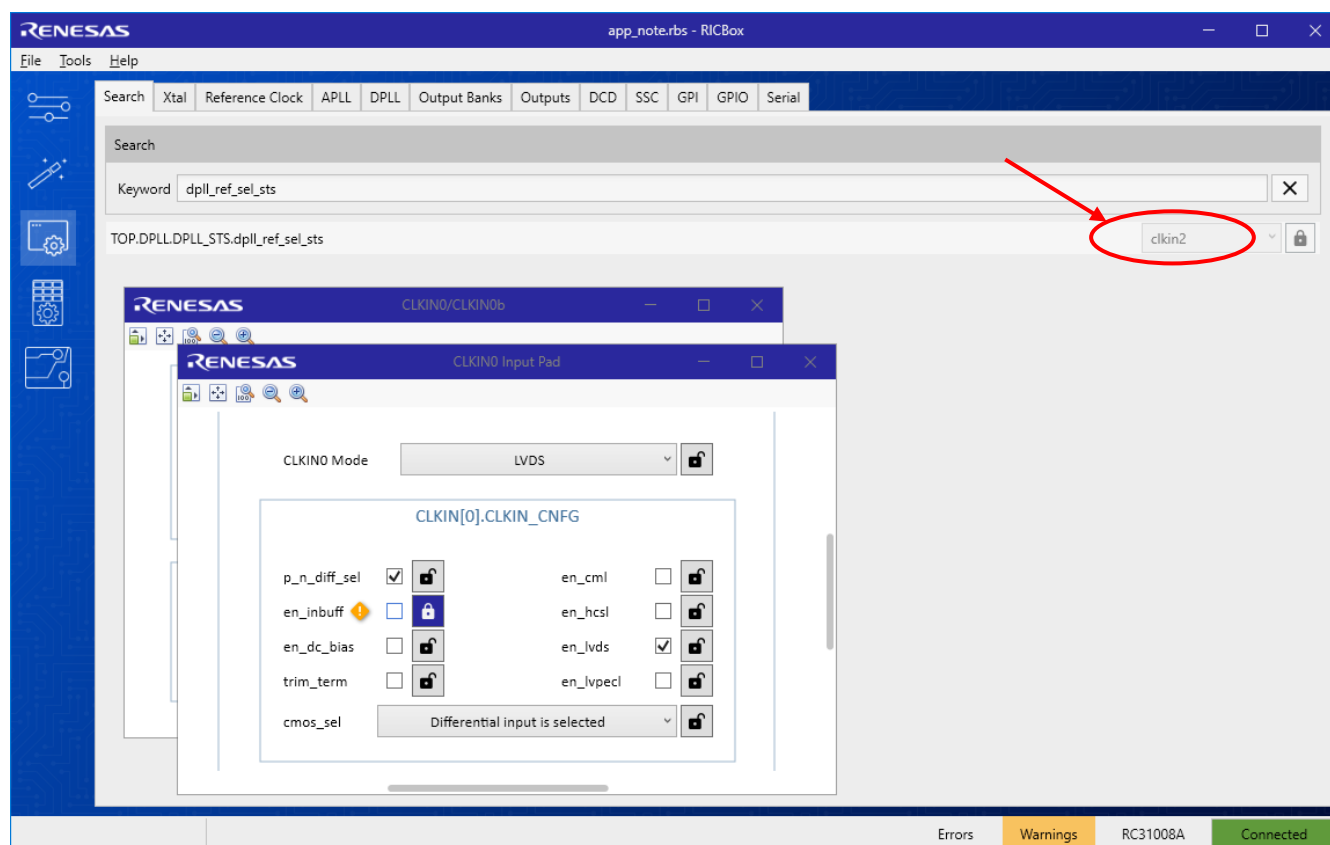 RENESAS app_note.rbs - RICBox
File Tools Help
Search Xtal Reference Clock APLL DPLL Output Banks Outputs DCD SSC GPI GPIO Serial
Search
Keyword dpll_ref_sel_sts
TOP.DPLL.DPLL_STS.dpll_ref_sel_sts clkin2
RENESAS CLKIN0/CLKIN0b
100
RENESAS CLKIN0 Input Pad
100
CLKIN0 Mode LVDS
CLKIN[0].CLKIN_CNFG
p_n_diff_sel en_cml
en_inbuff en_hcsl
en_dc_bias en_lvds
trim_term en_lvpecl
cmos_sel Differential input is selected
Errors Warnings RC31008A Connected